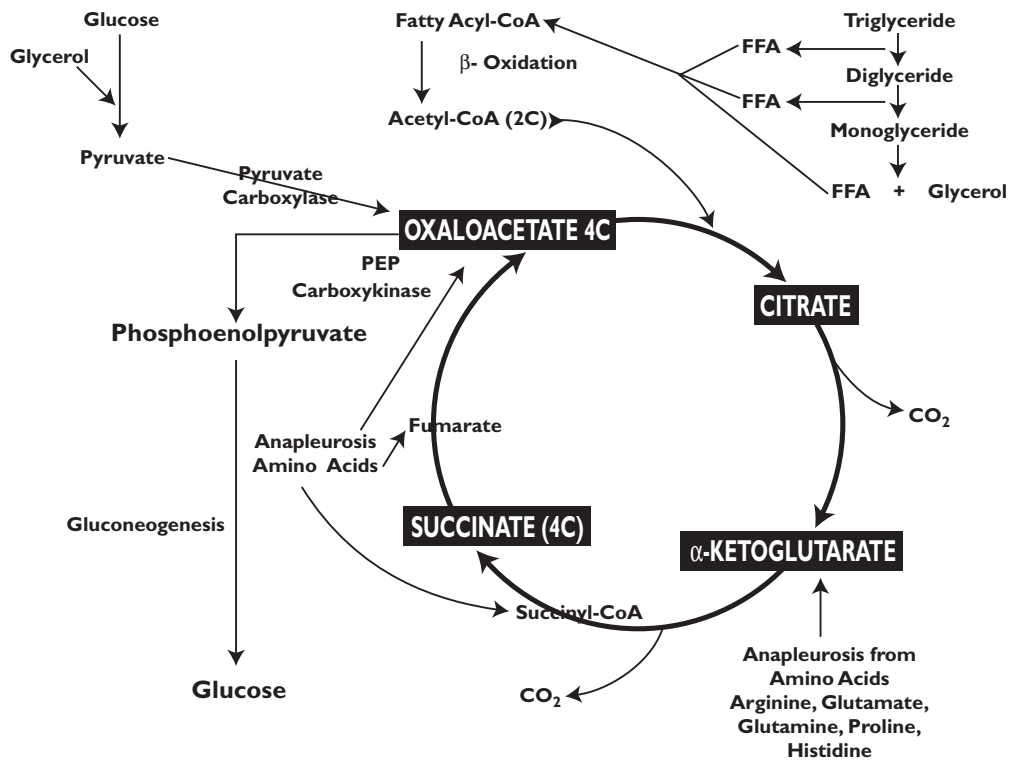 Glucose
Glycerol
Pyruvate
Pyruvate
Carboxylase
Fatty Acyl-CoA
β- Oxidation
Acetyl-CoA (2C)
Triglyceride
FFA
Diglyceride
FFA
Monoglyceride
FFA + Glycerol
OXALOACETATE 4C
PEP
Carboxykinase
CITRATE
Phosphoenolpyruvate
CO2
Fumarate
Anapleurosis
Amino Acids
Gluconeogenesis
SUCCINATE (4C)
α-KETOGLUTARATE
Succinyl-CoA
CO2
Glucose
Anapleurosis from
Amino Acids
Arginine, Glutamate,
Glutamine, Proline,
Histidine